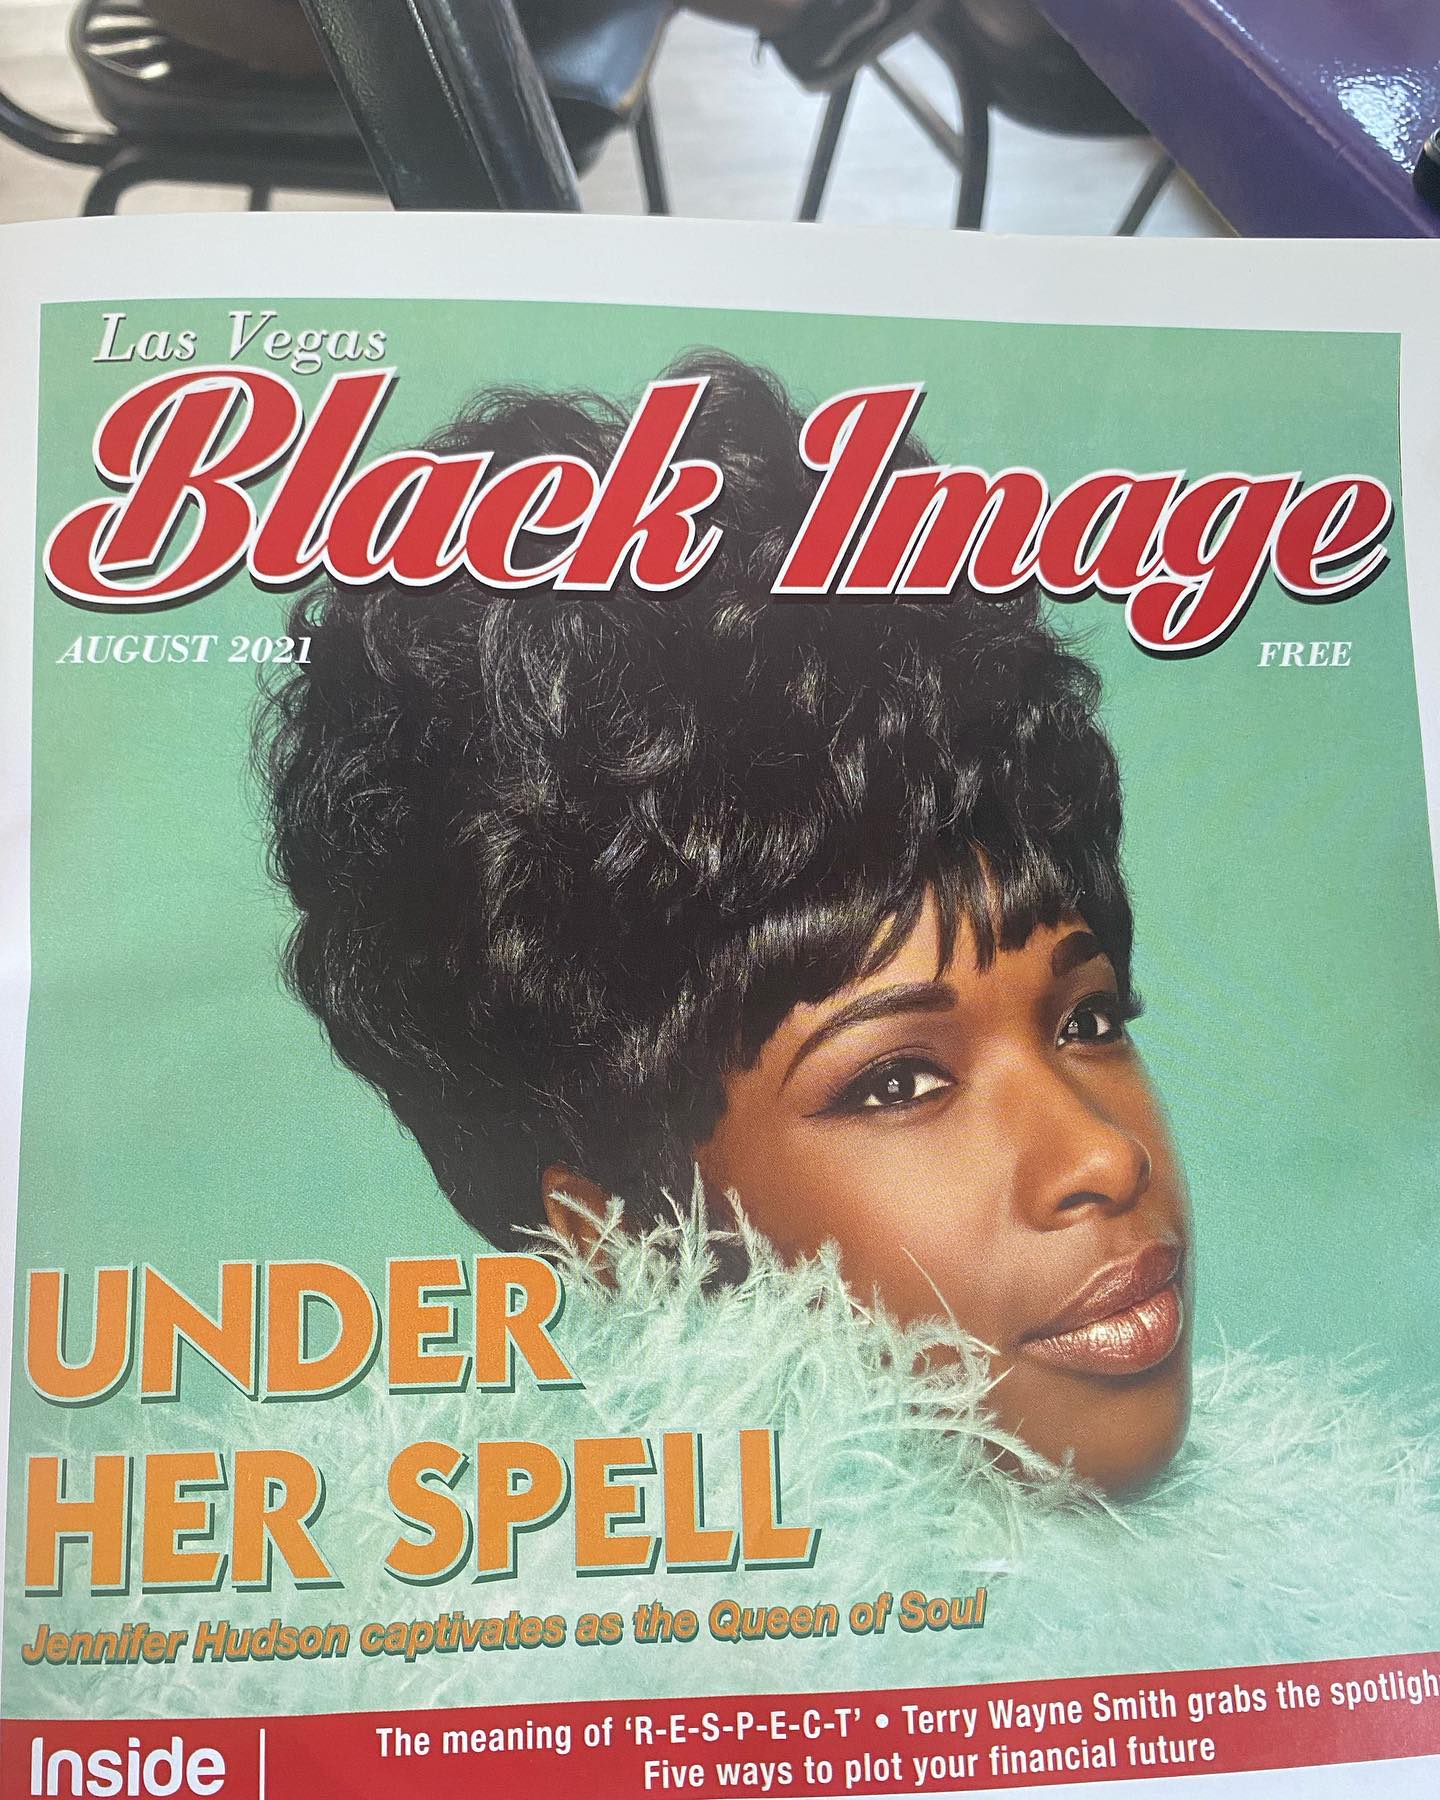 Las Vegas
Black Image
AUGUST 2021
FREE
UNDER
HER SPELL
Jennifer Hudson captivates as the Queen of Soul
Inside
The meaning of ‘R-E-S-P-E-C-T’ • Terry Wayne Smith grabs the spotligh
Five ways to plot your financial future